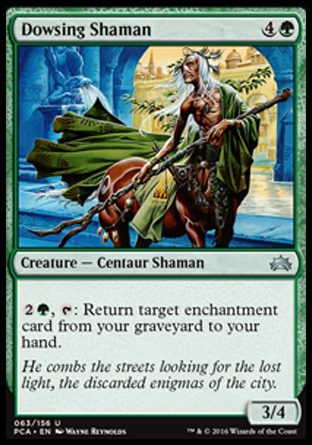 Dowsing Shaman 4
Creature — Centaur Shaman
2 , : Return target enchantment
card from your graveyard to your
hand.
He combs the streets looking for the lost
light, the discarded enigmas of the city.
063/156 U
PCA • EN Wayne Reynolds
™ & © 2016 Wizards of the Coast
3/4